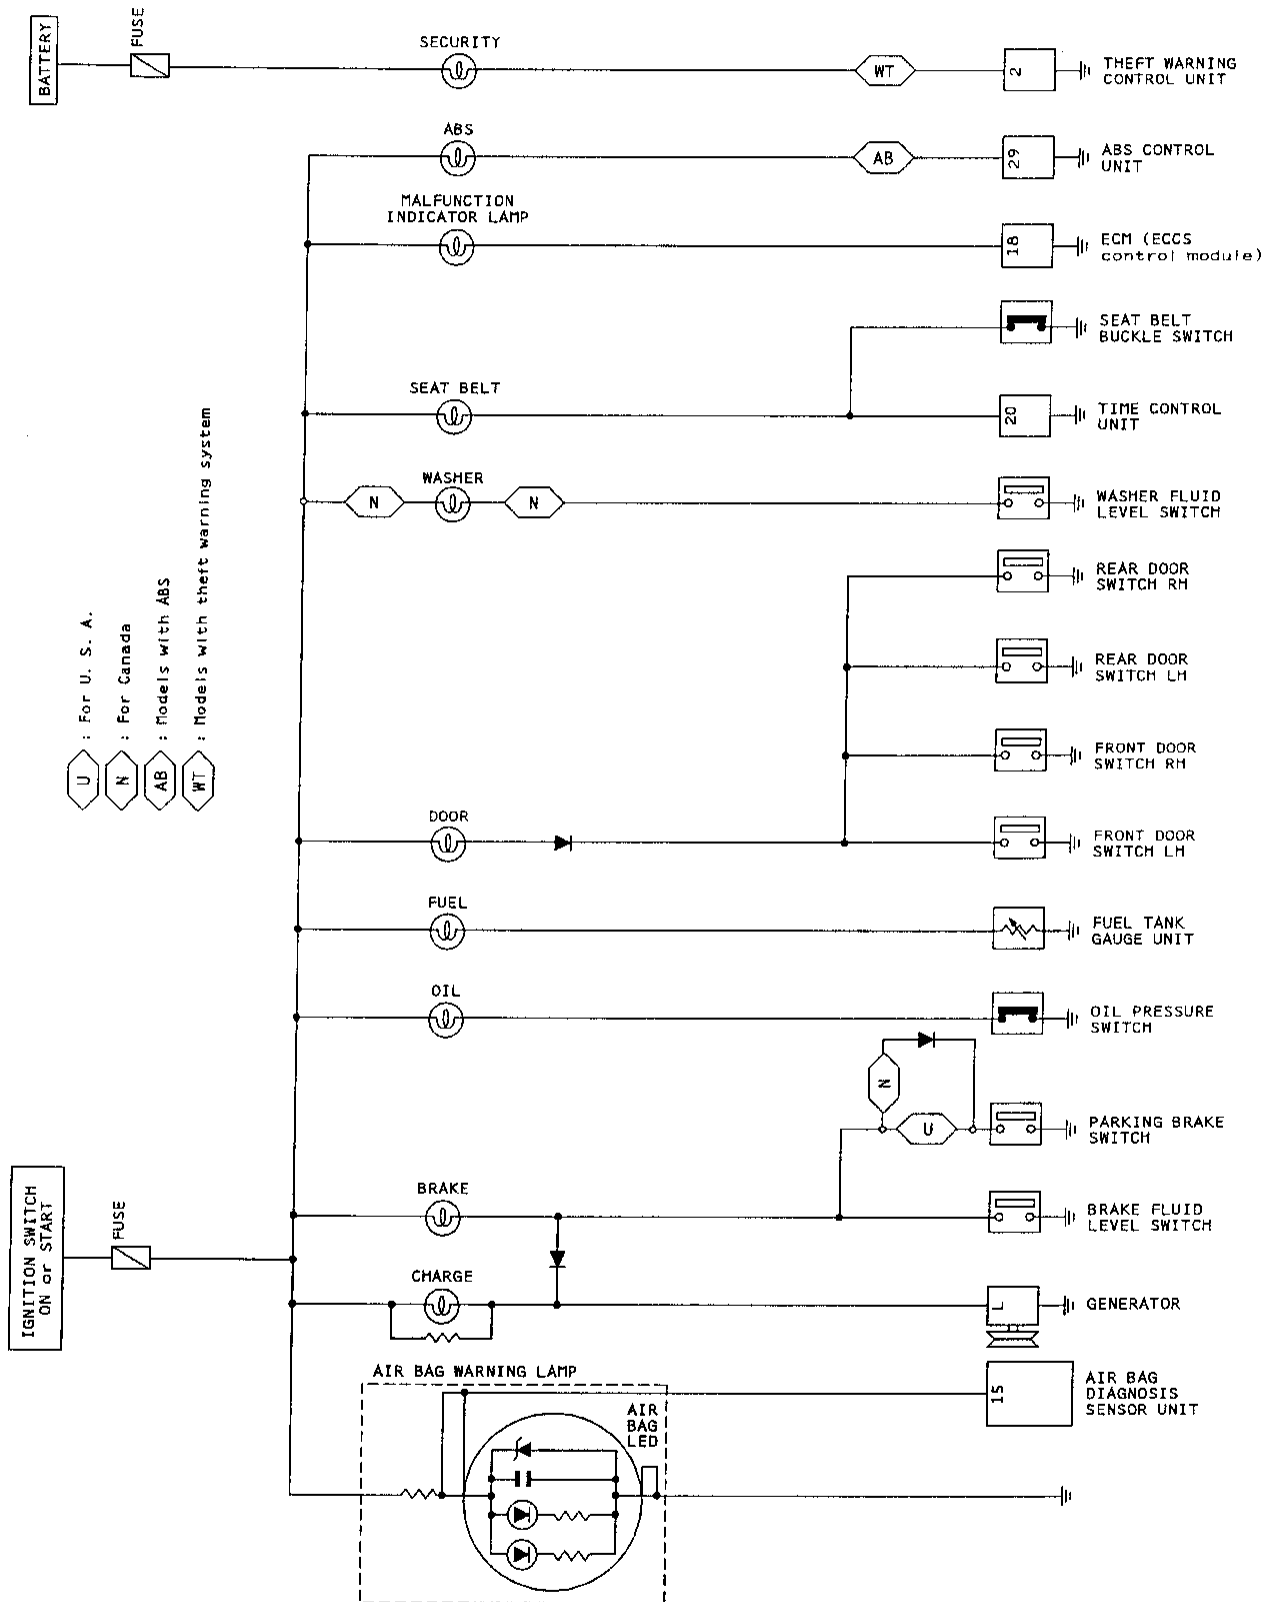 BATTERY
FUSE
SECURITY
WT
2
THEFT WARNING
CONTROL UNIT
ABS
AB
29
ABS CONTROL
UNIT
MALFUNCTION
INDICATOR LAMP
18
ECM (ECCS
control module)
SEAT BELT
BUCKLE SWITCH
SEAT BELT
20
TIME CONTROL
UNIT
N
WASHER
N
WASHER FLUID
LEVEL SWITCH
REAR DOOR
SWITCH RH
REAR DOOR
SWITCH LH
FRONT DOOR
SWITCH RH
U : For U. S. A.
N : For Canada
AB : Models with ABS
WT : Models with theft warning system
DOOR
FRONT DOOR
SWITCH LH
FUEL
FUEL TANK
GAUGE UNIT
OIL
OIL PRESSURE
SWITCH
N
U
PARKING BRAKE
SWITCH
IGNITION SWITCH
ON or START
FUSE
BRAKE
BRAKE FLUID
LEVEL SWITCH
CHARGE
L
GENERATOR
AIR BAG WARNING LAMP
15
AIR BAG
DIAGNOSIS
SENSOR UNIT
AIR
BAG
LED